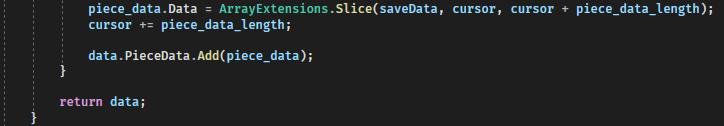 piece_data.Data = ArrayExtensions.Slice(saveData, cursor, cursor + piece_data_length);
cursor += piece_data_length;
data.PieceData.Add(piece_data);
}
return data;
}